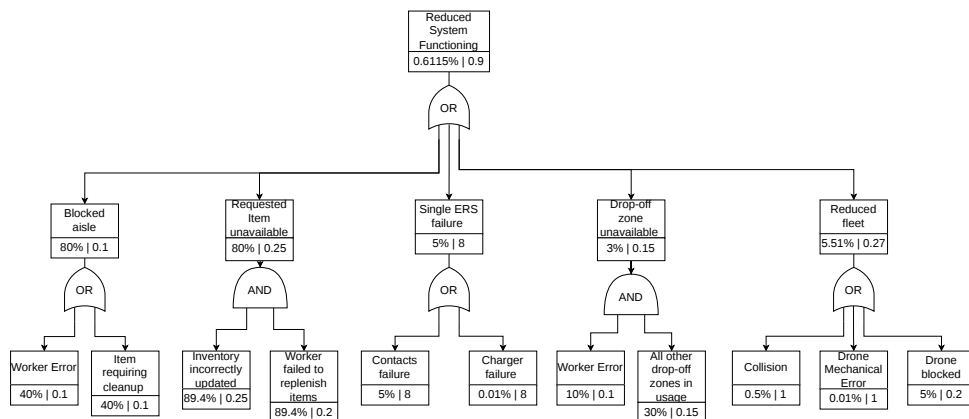 Reduced
System
Functioning
0.6115% | 0.9
OR
Blocked
aisle
80% | 0.1
Requested
Item
unavailable
80% | 0.25
Single ERS
failure
5% | 8
Drop-off
zone
unavailable
3% | 0.15
Reduced
fleet
5.51% | 0.27
OR
AND
OR
AND
OR
Worker Error
40% | 0.1
Item
requiring
cleanup
40% | 0.1
Inventory
incorrectly
updated
89.4% | 0.25
Worker
failed to
replenish
items
89.4% | 0.2
Contacts
failure
5% | 8
Charger
failure
0.01% | 8
Worker Error
10% | 0.1
All other
drop-off
zones in
usage
30% | 0.15
Collision
0.5% | 1
Drone
Mechanical
Error
0.01% | 1
Drone
blocked
5% | 0.2